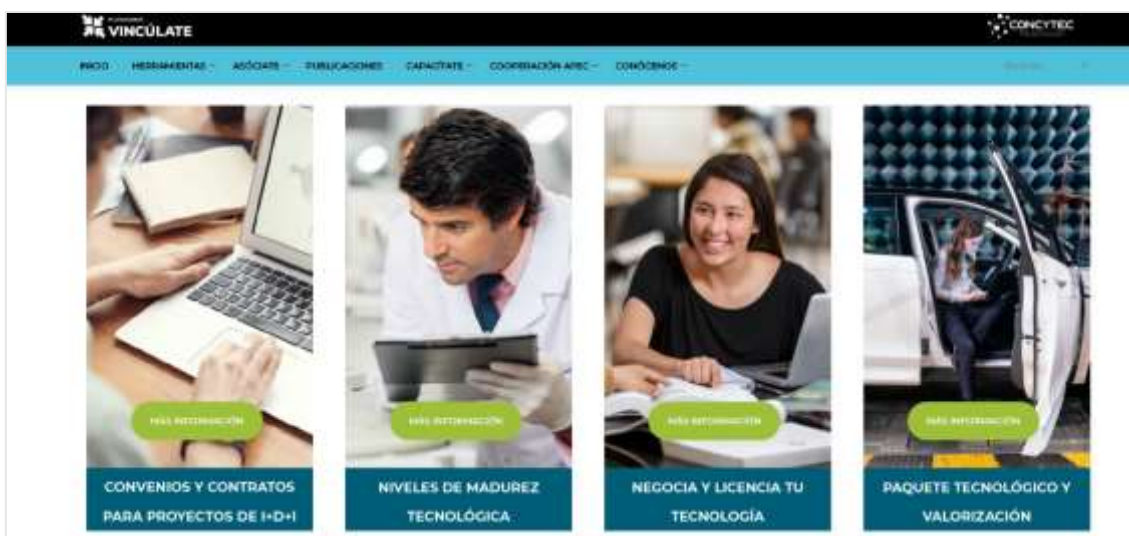 VINCÚLATE
CONCYTEC
INICIO HERRAMIENTAS ASÓCIATE PUBLICACIONES CAPACÍTATE COOPERACIÓN APEC CONÓCENOS
MÁS INFORMACIÓN MÁS INFORMACIÓN MÁS INFORMACIÓN MÁS INFORMACIÓN
CONVENIOS Y CONTRATOS
PARA PROYECTOS DE I+D+I
NIVELES DE MADUREZ
TECNOLÓGICA
NEGOCIA Y LICENCIA TU
TECNOLOGÍA
PAQUETE TECNOLÓGICO Y
VALORIZACIÓN